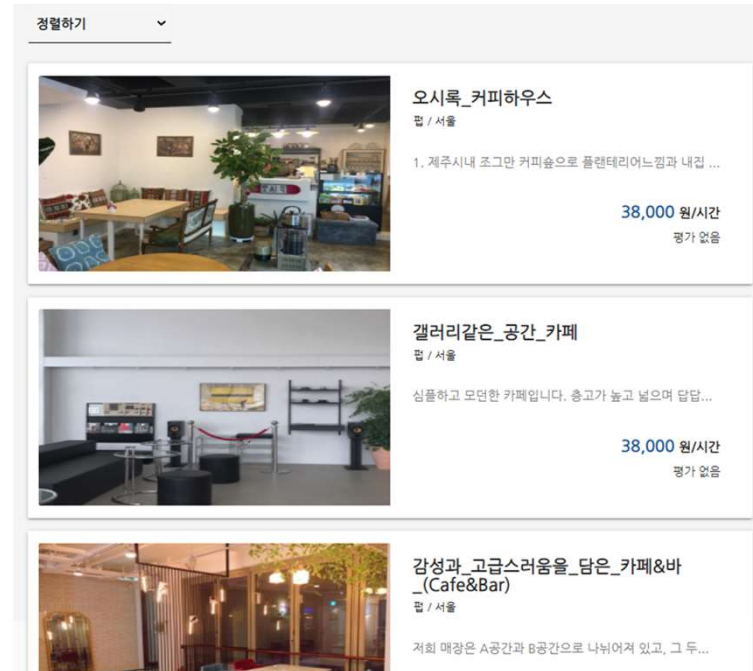 정렬하기
오시록_커피하우스
펍 / 서울
1. 제주시내 조그만 커피숖으로 플랜테리어느낌과 내집 ...
38,000 원/시간
평가 없음
갤러리같은_공간_카페
펍 / 서울
심플하고 모던한 카페입니다. 층고가 높고 넓으며 답답...
38,000 원/시간
평가 없음
감성과_고급스러움을_담은_카페&바
_(Cafe&Bar)
펍 / 서울
저희 매장은 A공간과 B공간으로 나뉘어져 있고, 그 두...